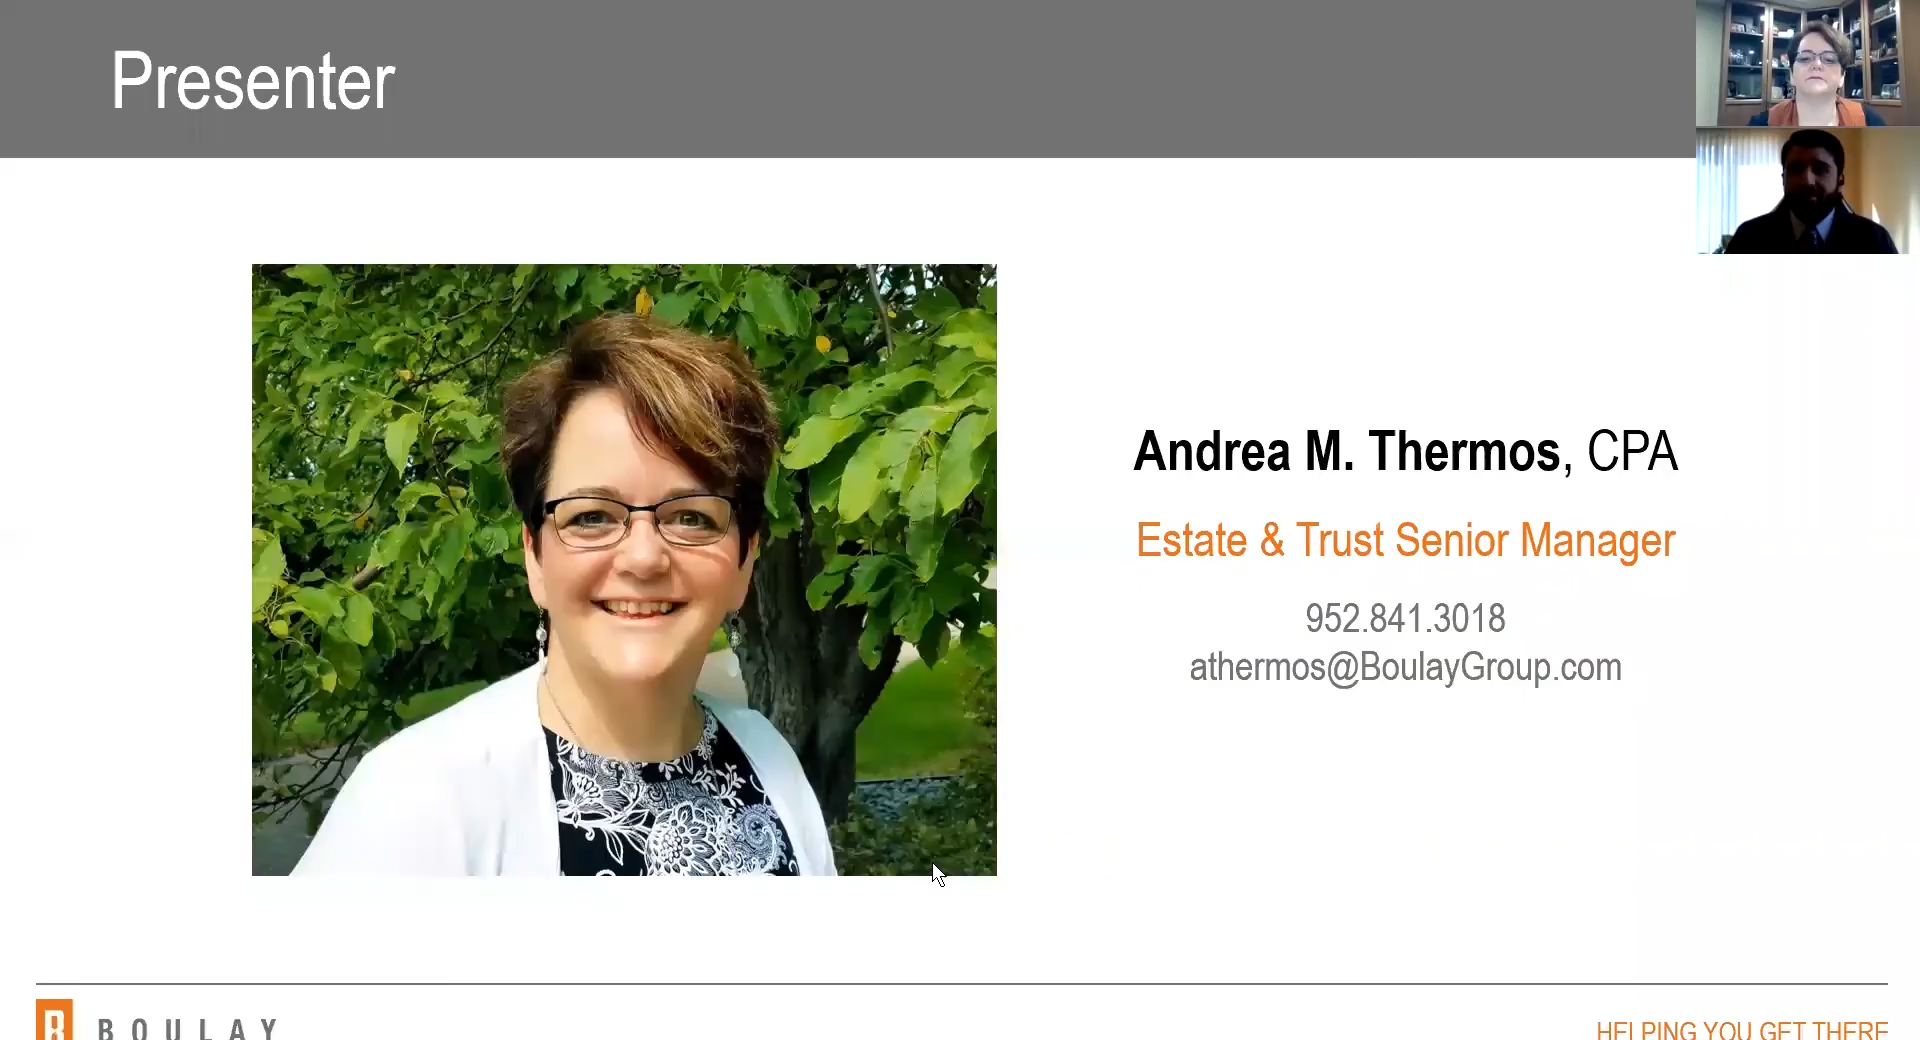 Presenter
Andrea M. Thermos, CPA
Estate & Trust Senior Manager
952.841.3018
athermos@BoulayGroup.com
B BOULAY
HELPING YOU GET THERE